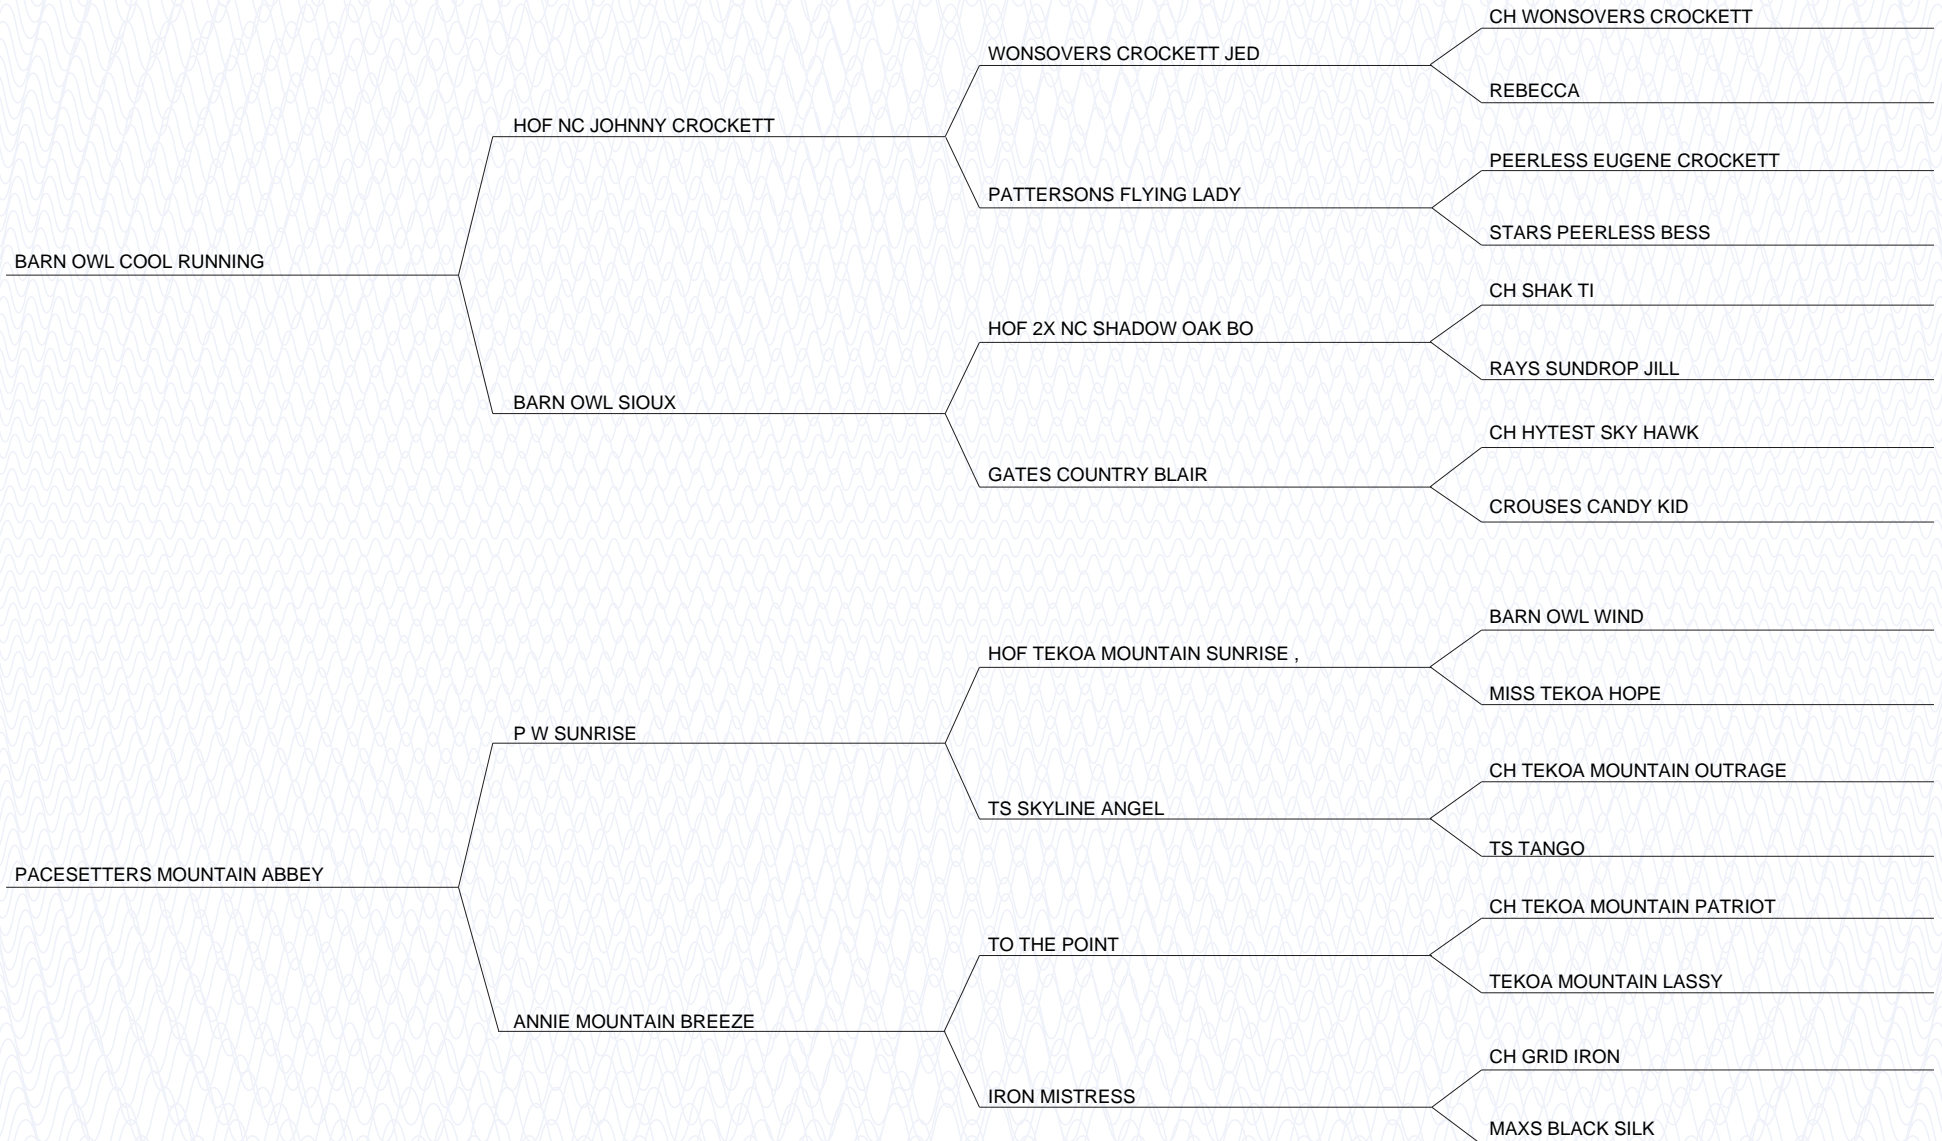 CH WONSOVERS CROCKETT
WONSOVERS CROCKETT JED
REBECCA
HOF NC JOHNNY CROCKETT
PEERLESS EUGENE CROCKETT
PATTERSONS FLYING LADY
STARS PEERLESS BESS
BARN OWL COOL RUNNING
CH SHAK TI
HOF 2X NC SHADOW OAK BO
RAYS SUNDROP JILL
BARN OWL SIOUX
CH HYTEST SKY HAWK
GATES COUNTRY BLAIR
CROUSES CANDY KID
BARN OWL WIND
HOF TEKOA MOUNTAIN SUNRISE ,
MISS TEKOA HOPE
P W SUNRISE
CH TEKOA MOUNTAIN OUTRAGE
TS SKYLINE ANGEL
TS TANGO
PACESETTERS MOUNTAIN ABBEY
CH TEKOA MOUNTAIN PATRIOT
TO THE POINT
TEKOA MOUNTAIN LASSY
ANNIE MOUNTAIN BREEZE
CH GRID IRON
IRON MISTRESS
MAXS BLACK SILK